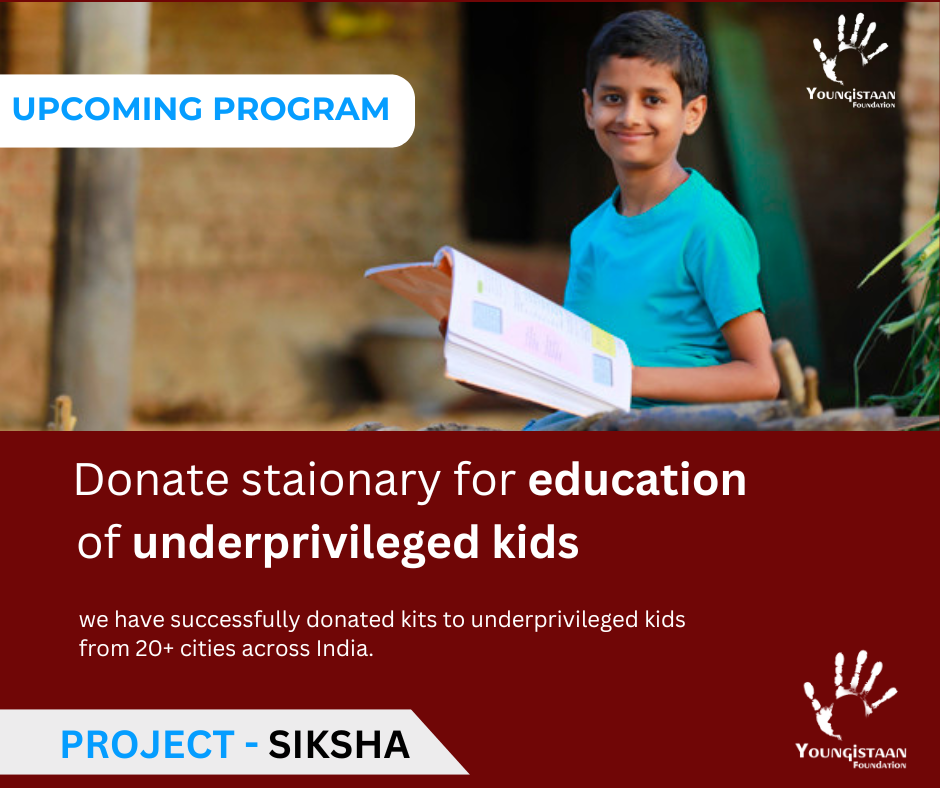 UPCOMING PROGRAM
YOUNGISTAAN
FOUNDATION
Donate staionary for education
of underprivileged kids
we have successfully donated kits to underprivileged kids
from 20+ cities across India.
PROJECT - SIKSHA
YOUNGISTAAN
FOUNDATION